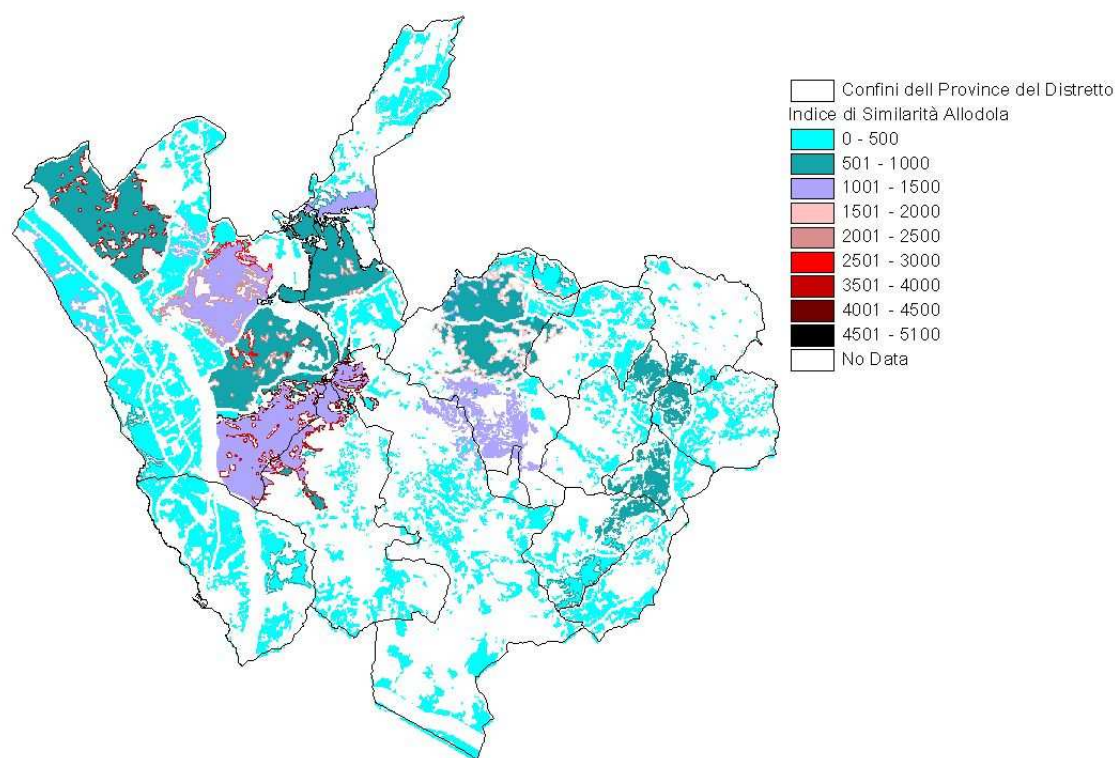 Confini dell Province del Distretto
Indice di Similarità Allodola
0 - 500
501 - 1000
1001 - 1500
1501 - 2000
2001 - 2500
2501 - 3000
3501 - 4000
4001 - 4500
4501 - 5100
No Data